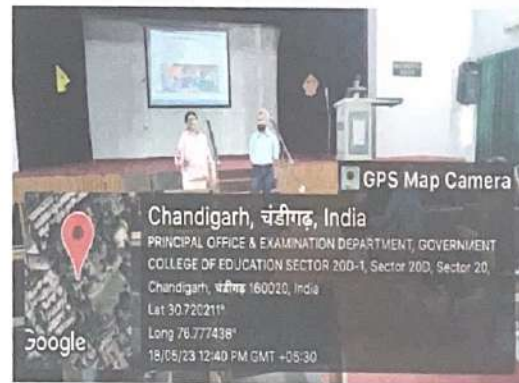 GPS Map Camera
Chandigarh, चंडीगढ़, India
PRINCIPAL OFFICE & EXAMINATION DEPARTMENT, GOVERNMENT
COLLEGE OF EDUCATION SECTOR 20D-1, Sector 20D, Sector 20,
Chandigarh, चंडीगढ़ 160020, India
Lat 30.720211°
Long 76.777438°
18/05/23 12:40 PM GMT +05:30
Google